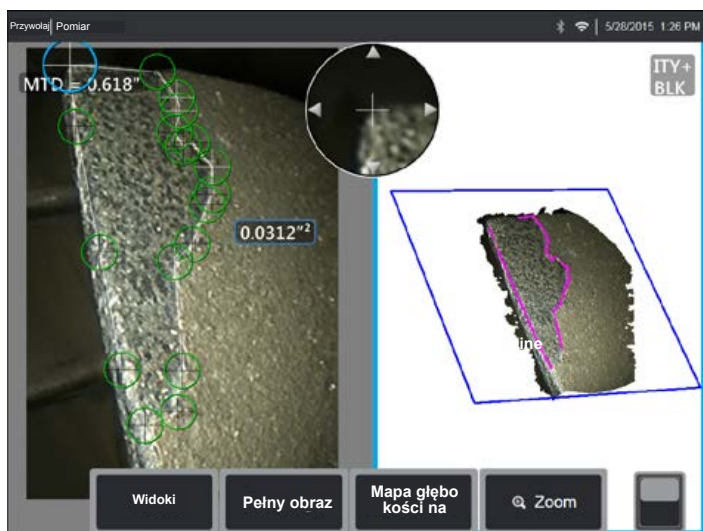 Przywołaj Pomiar
5/28/2015 1:26 PM
MTD = 0.618"
ITY+
BLK
0.0312"²
ine
Widoki
Pełny obraz
Mapa głębo
kości na
Zoom